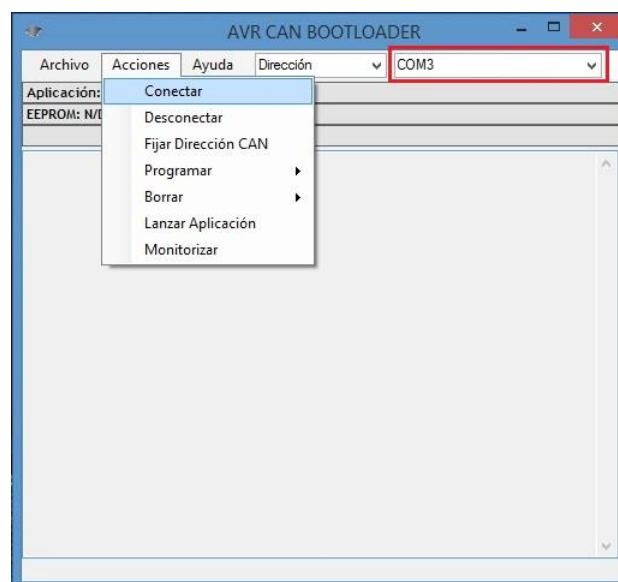 AVR CAN BOOTLOADER
Archivo Acciones Ayuda Dirección COM3
Aplicación:
EEPROM: N/D
Conectar
Desconectar
Fijar Dirección CAN
Programar
Borrar
Lanzar Aplicación
Monitorizar